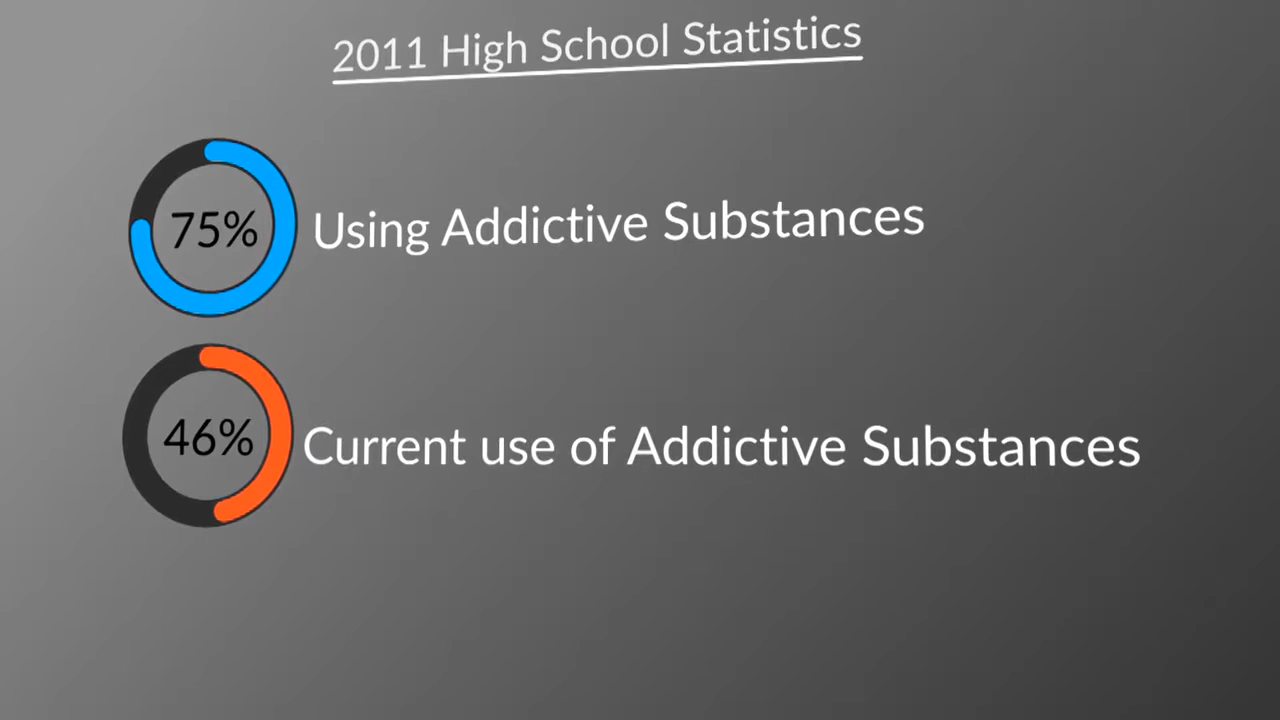 2011 High School Statistics
75% Using Addictive Substances
46% Current use of Addictive Substances